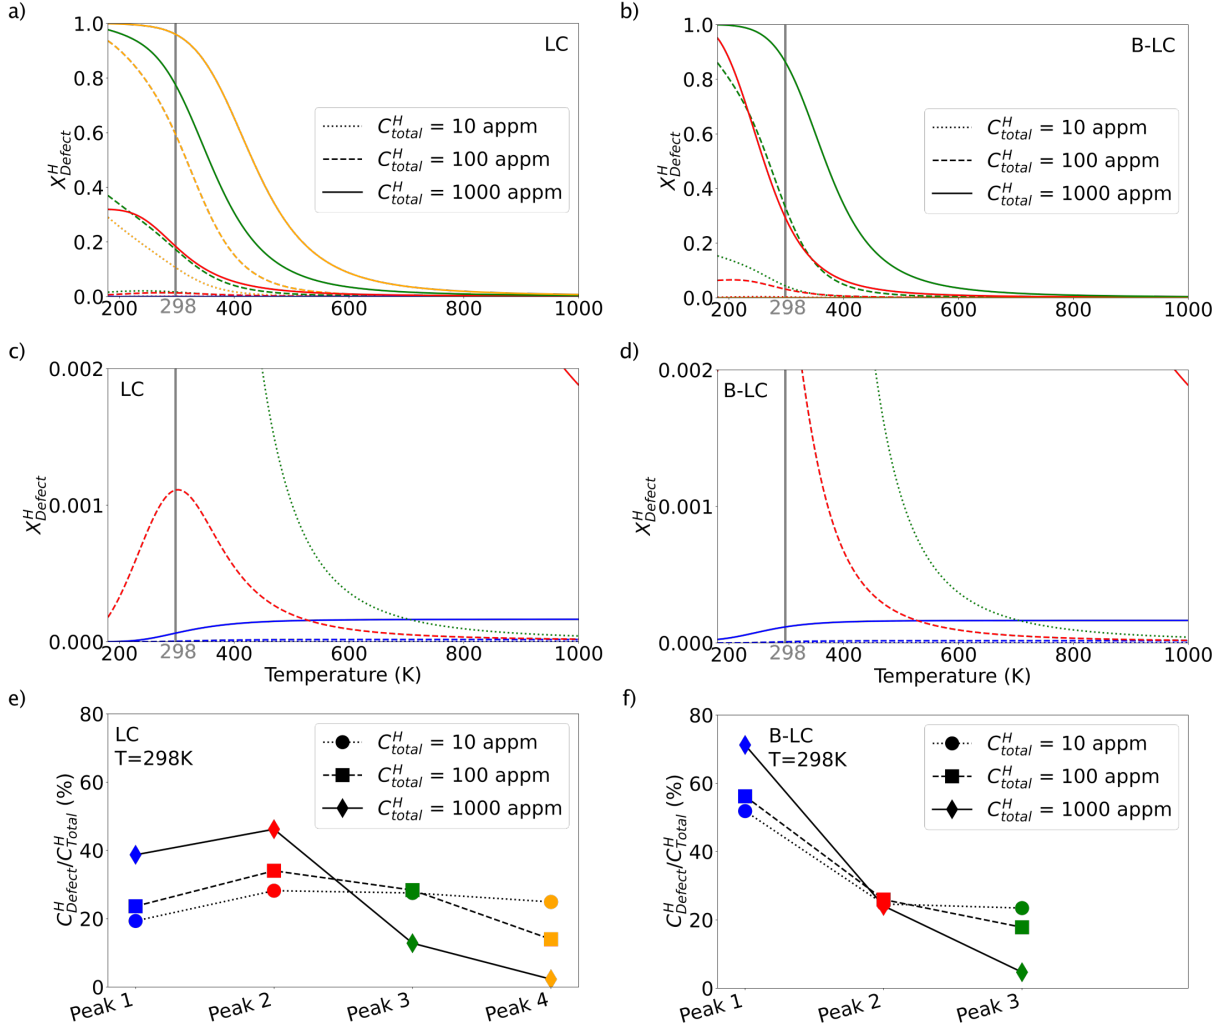 a)
1.0
0.8
0.6
0.4
0.2
0.0
X^H_Defect
LC
C^H_total = 10 appm
C^H_total = 100 appm
C^H_total = 1000 appm
200 298 400 600 800 1000
b)
1.0
0.8
0.6
0.4
0.2
0.0
X^H_Defect
B-LC
C^H_total = 10 appm
C^H_total = 100 appm
C^H_total = 1000 appm
200 298 400 600 800 1000
c)
0.002
0.001
0.000
X^H_Defect
LC
200 298 400 600 800 1000
Temperature (K)
d)
0.002
0.001
0.000
X^H_Defect
B-LC
200 298 400 600 800 1000
Temperature (K)
e)
80
60
40
20
0
C^H_Defect/C^H_Total (%)
LC
T=298K
C^H_total = 10 appm
C^H_total = 100 appm
C^H_total = 1000 appm
Peak 1 Peak 2 Peak 3 Peak 4
f)
80
60
40
20
0
C^H_Defect/C^H_Total (%)
B-LC
T=298K
C^H_total = 10 appm
C^H_total = 100 appm
C^H_total = 1000 appm
Peak 1 Peak 2 Peak 3